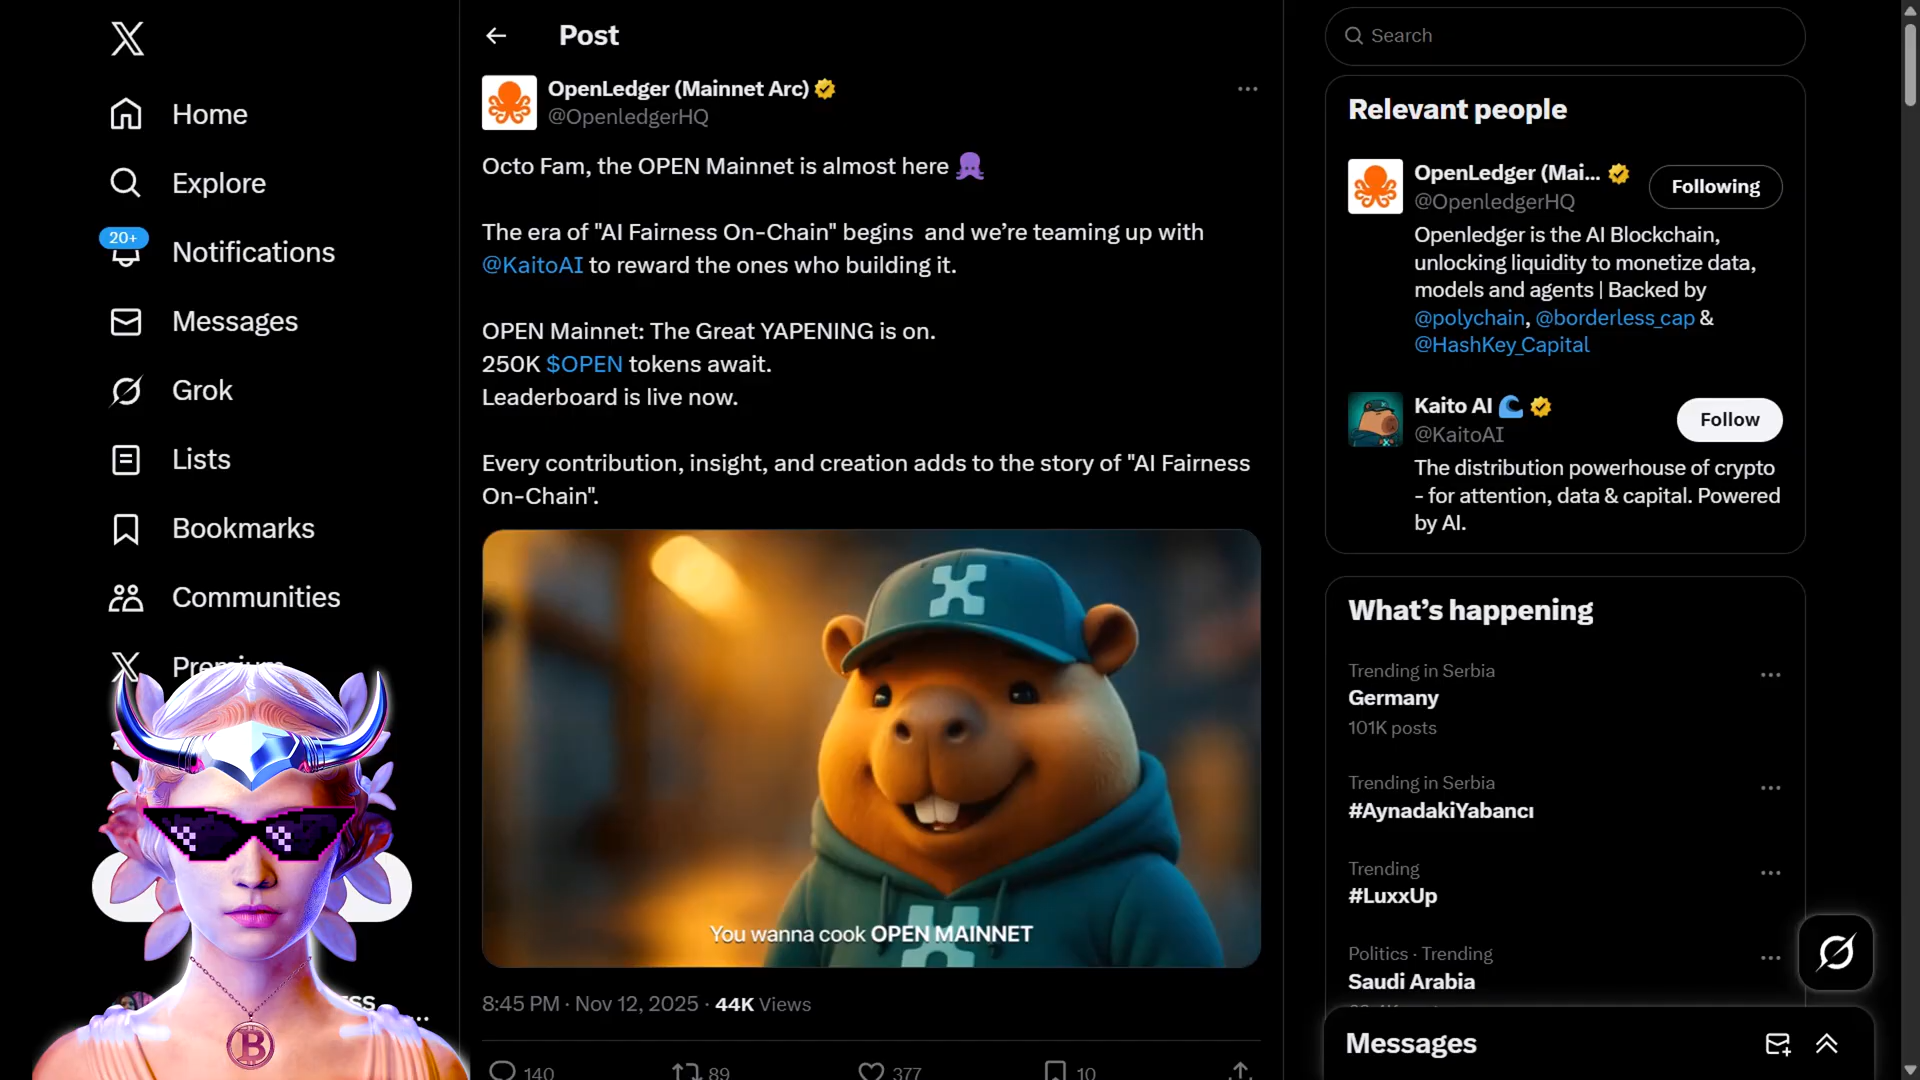 Home
Explore
20+
Notifications
Messages
Grok
Lists
Bookmarks
Communities
Premium
Post
OpenLedger (Mainnet Arc)
@OpenledgerHQ
Octo Fam, the OPEN Mainnet is almost here
The era of "AI Fairness On-Chain" begins  and we’re teaming up with
@KaitoAI to reward the ones who building it.
OPEN Mainnet: The Great YAPENING is on.
250K $OPEN tokens await.
Leaderboard is live now.
Every contribution, insight, and creation adds to the story of "AI Fairness
On-Chain".
You wanna cook OPEN MAINNET
8:45 PM · Nov 12, 2025 · 44K Views
140
89
377
10
Search
Relevant people
OpenLedger (Mai...
Following
@OpenledgerHQ
Openledger is the AI Blockchain,
unlocking liquidity to monetize data,
models and agents | Backed by
@polychain, @borderless_cap &
@HashKey_Capital
Kaito AI
Follow
@KaitoAI
The distribution powerhouse of crypto
- for attention, data & capital. Powered
by AI.
What’s happening
Trending in Serbia
Germany
101K posts
Trending in Serbia
#AynadakiYabancı
Trending
#LuxxUp
Politics · Trending
Saudi Arabia
Messages